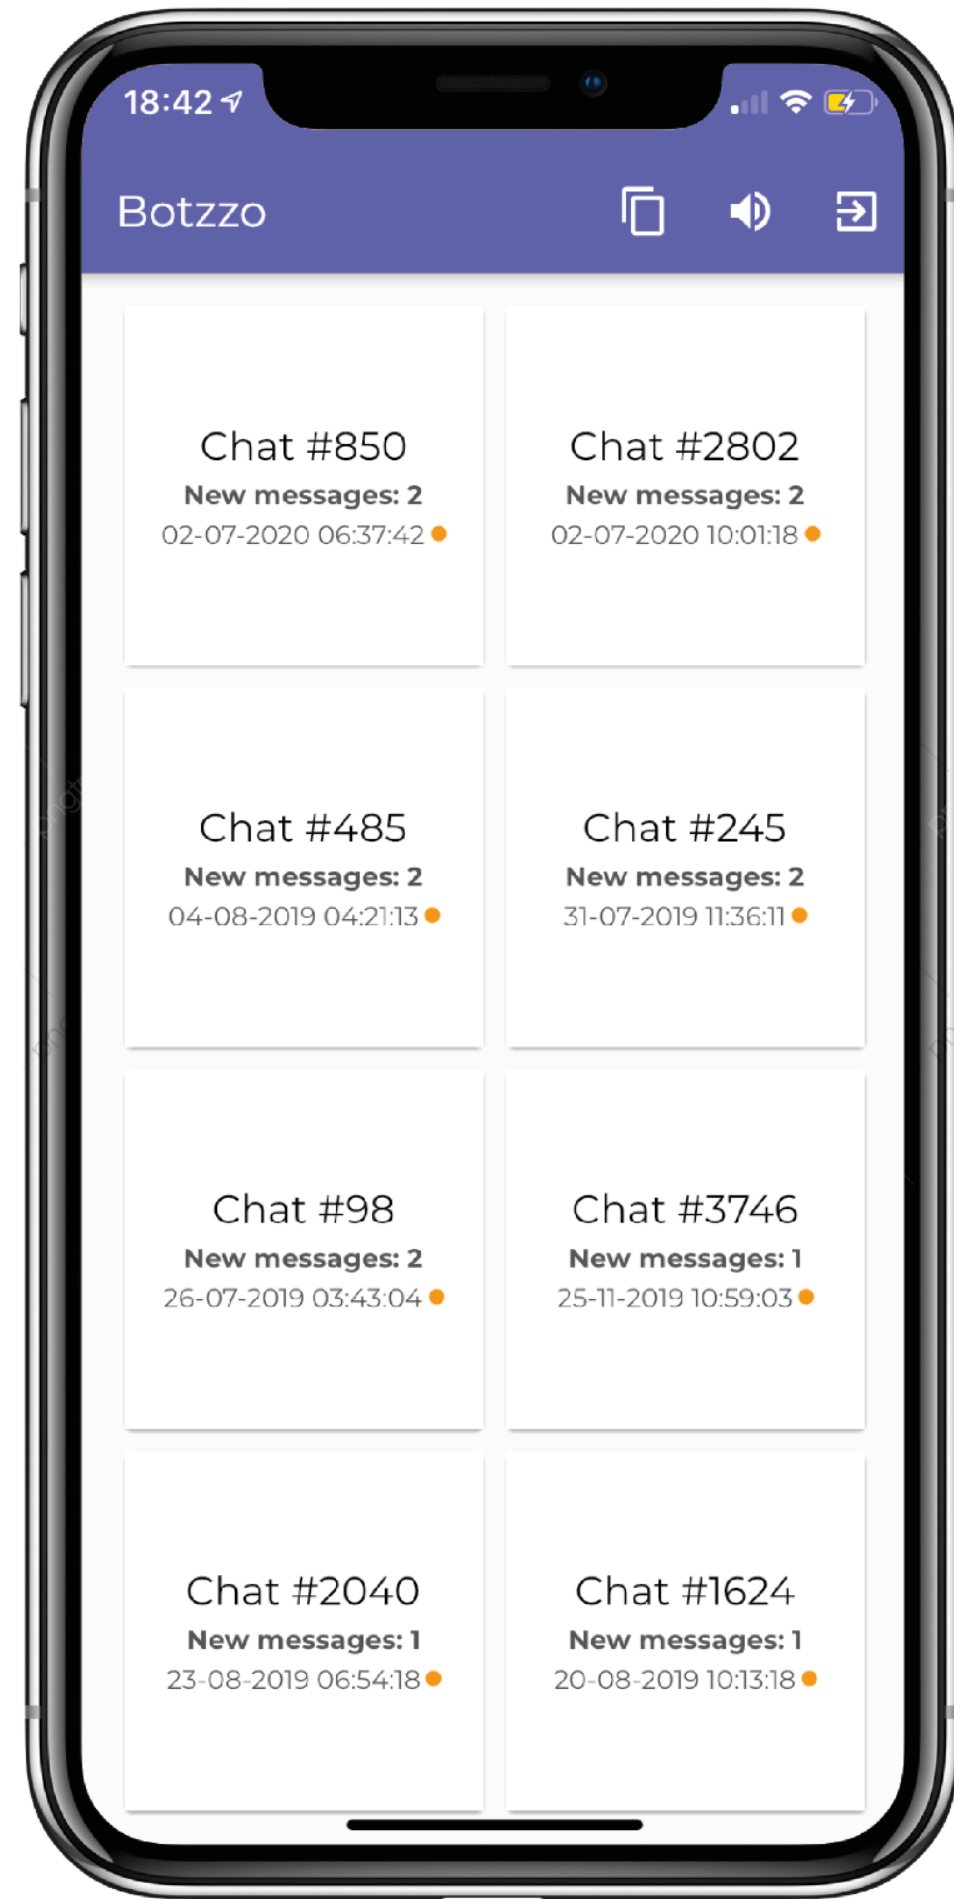 18:42
Botzzo
Chat #850
New messages: 2
02-07-2020 06:37:42
Chat #2802
New messages: 2
02-07-2020 10:01:18
Chat #485
New messages: 2
04-08-2019 04:21:13
Chat #245
New messages: 2
31-07-2019 11:36:11
Chat #98
New messages: 2
26-07-2019 03:43:04
Chat #3746
New messages: 1
25-11-2019 10:59:03
Chat #2040
New messages: 1
23-08-2019 06:54:18
Chat #1624
New messages: 1
20-08-2019 10:13:18